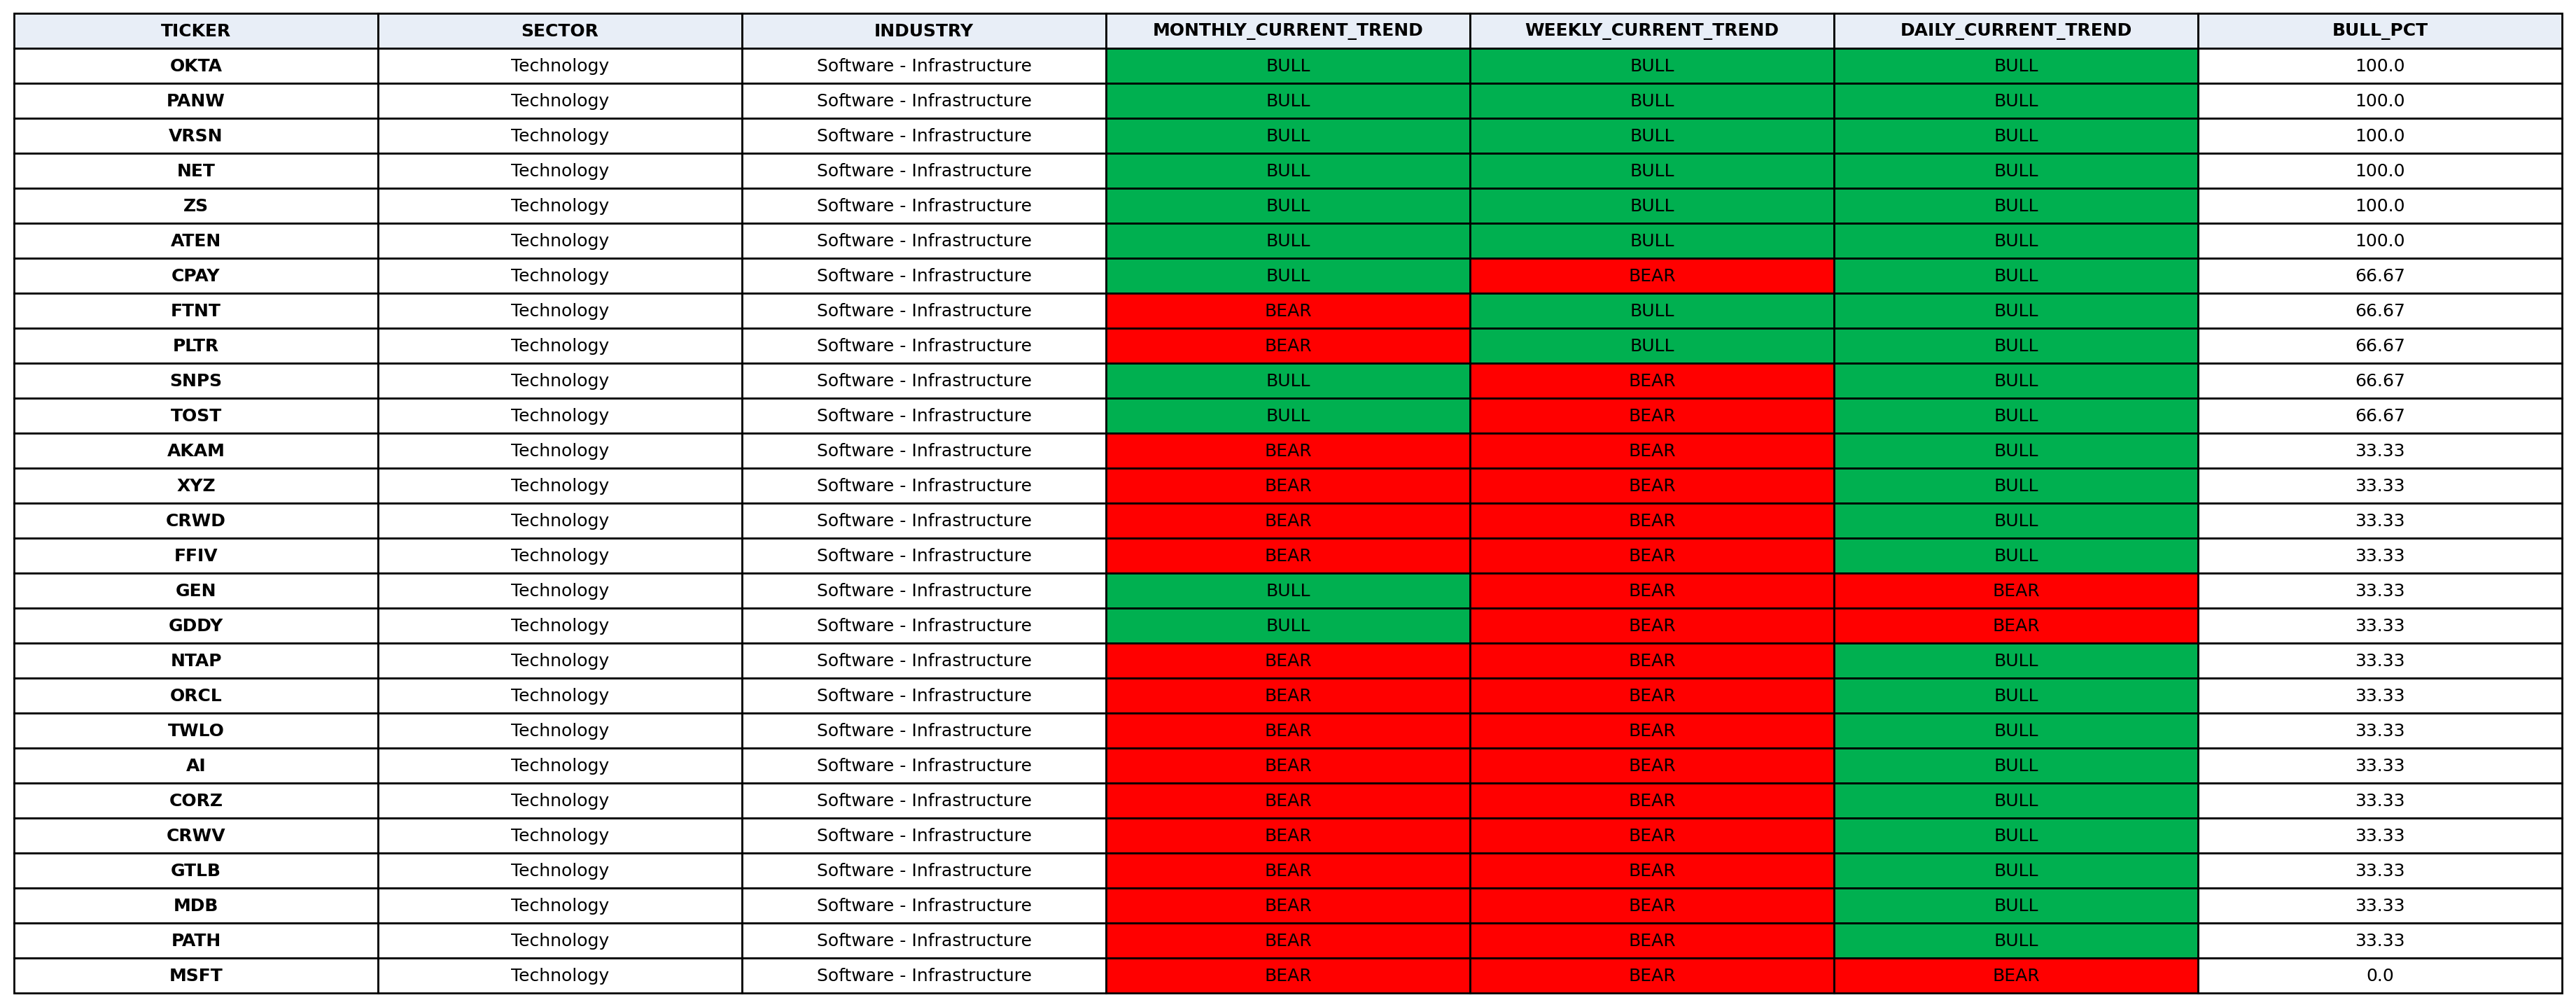 TICKER SECTOR INDUSTRY MONTHLY_CURRENT_TREND WEEKLY_CURRENT_TREND DAILY_CURRENT_TREND BULL_PCT
OKTA Technology Software - Infrastructure BULL BULL BULL 100.0
PANW Technology Software - Infrastructure BULL BULL BULL 100.0
VRSN Technology Software - Infrastructure BULL BULL BULL 100.0
NET Technology Software - Infrastructure BULL BULL BULL 100.0
ZS Technology Software - Infrastructure BULL BULL BULL 100.0
ATEN Technology Software - Infrastructure BULL BULL BULL 100.0
CPAY Technology Software - Infrastructure BULL BEAR BULL 66.67
FTNT Technology Software - Infrastructure BEAR BULL BULL 66.67
PLTR Technology Software - Infrastructure BEAR BULL BULL 66.67
SNPS Technology Software - Infrastructure BULL BEAR BULL 66.67
TOST Technology Software - Infrastructure BULL BEAR BULL 66.67
AKAM Technology Software - Infrastructure BEAR BEAR BULL 33.33
XYZ Technology Software - Infrastructure BEAR BEAR BULL 33.33
CRWD Technology Software - Infrastructure BEAR BEAR BULL 33.33
FFIV Technology Software - Infrastructure BEAR BEAR BULL 33.33
GEN Technology Software - Infrastructure BULL BEAR BEAR 33.33
GDDY Technology Software - Infrastructure BULL BEAR BEAR 33.33
NTAP Technology Software - Infrastructure BEAR BEAR BULL 33.33
ORCL Technology Software - Infrastructure BEAR BEAR BULL 33.33
TWLO Technology Software - Infrastructure BEAR BEAR BULL 33.33
AI Technology Software - Infrastructure BEAR BEAR BULL 33.33
CORZ Technology Software - Infrastructure BEAR BEAR BULL 33.33
CRWV Technology Software - Infrastructure BEAR BEAR BULL 33.33
GTLB Technology Software - Infrastructure BEAR BEAR BULL 33.33
MDB Technology Software - Infrastructure BEAR BEAR BULL 33.33
PATH Technology Software - Infrastructure BEAR BEAR BULL 33.33
MSFT Technology Software - Infrastructure BEAR BEAR BEAR 0.0